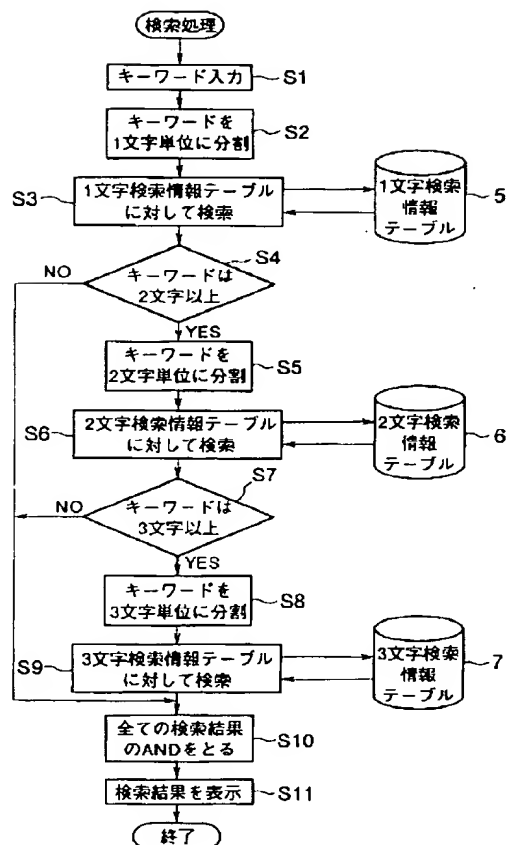 検索処理
キーワード入力
S1
キーワードを
1文字単位に分割
S2
S3
1文字検索情報テーブル
に対して検索
1文字検索
情報
テーブル
5
S4
NO
キーワードは
2文字以上
YES
キーワードを
2文字単位に分割
S5
S6
2文字検索情報テーブル
に対して検索
2文字検索
情報
テーブル
6
S7
NO
キーワードは
3文字以上
YES
キーワードを
3文字単位に分割
S8
S9
3文字検索情報テーブル
に対して検索
3文字検索
情報
テーブル
7
全ての検索結果
のANDをとる
S10
検索結果を表示
S11
終了